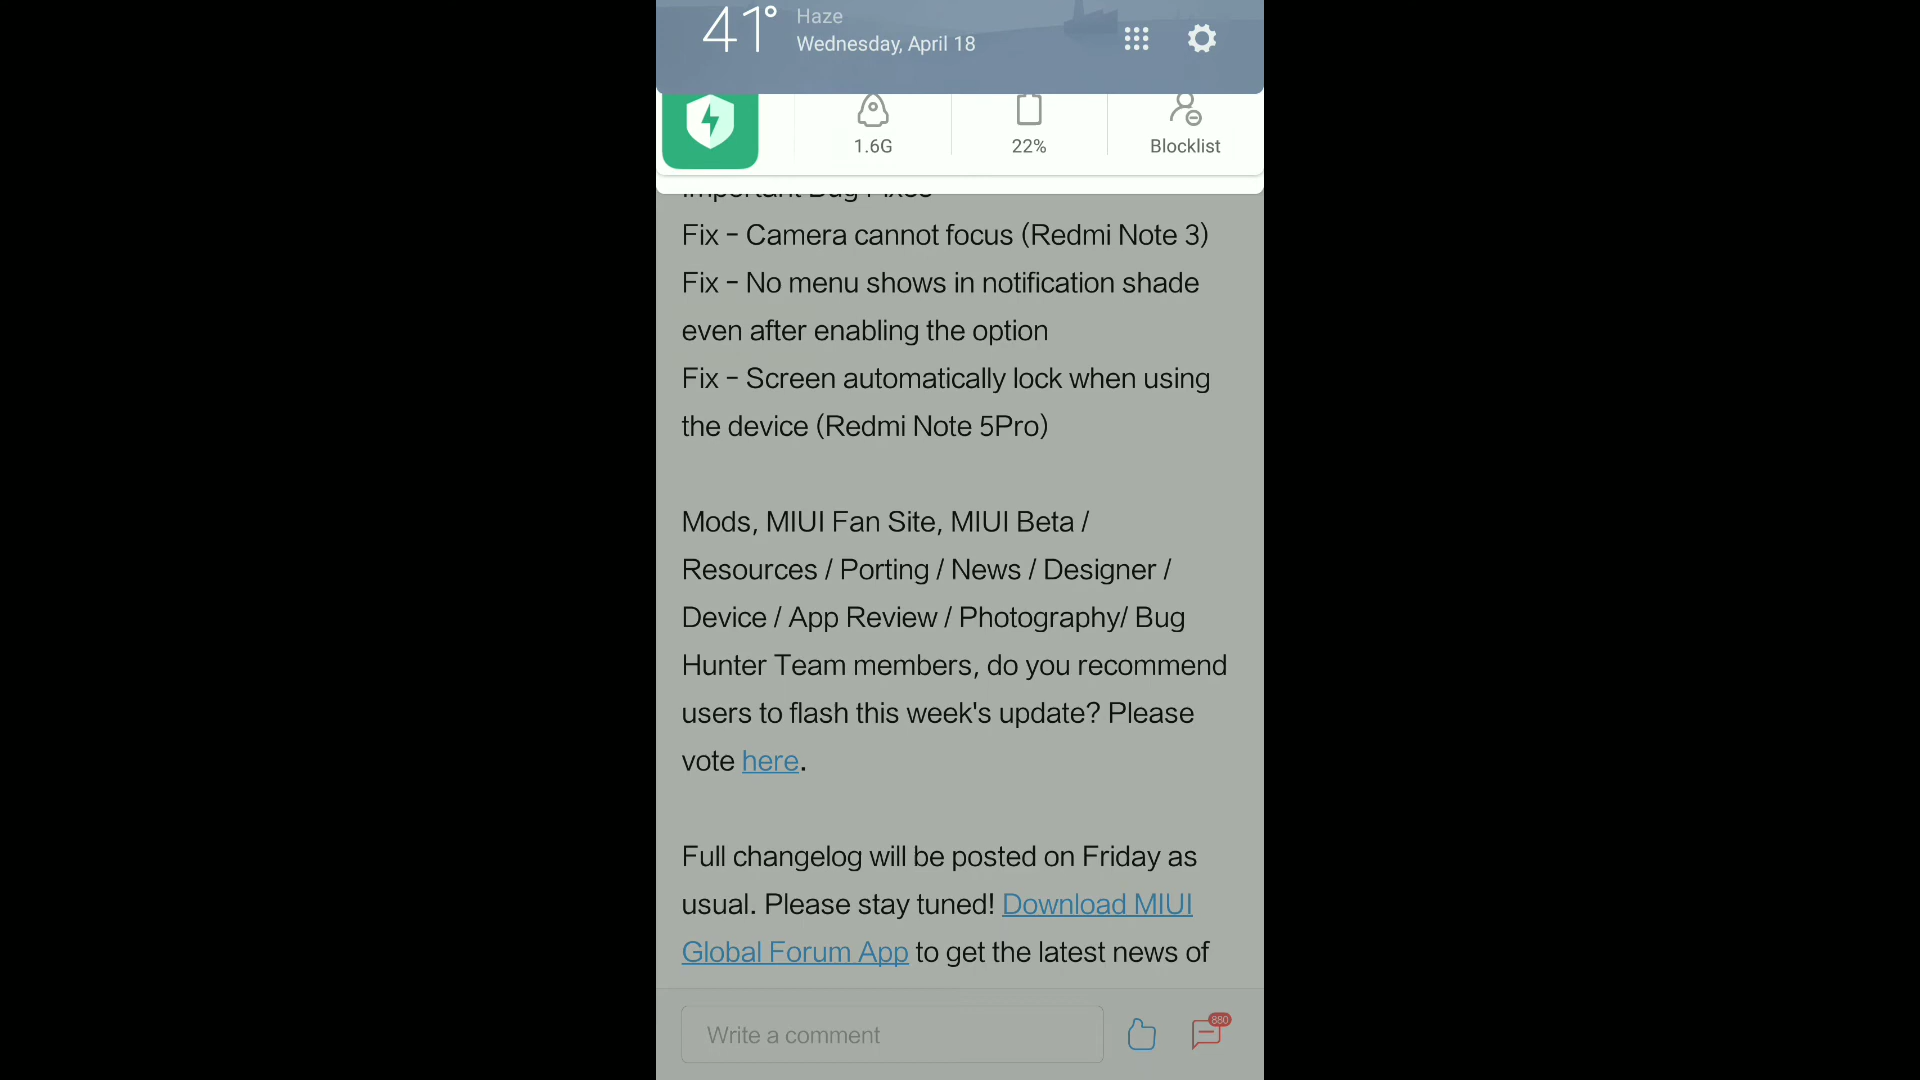 41°
Haze
Wednesday, April 18
1.6G
22%
Blocklist
Important Bug Fixes
Fix - Camera cannot focus (Redmi Note 3)
Fix - No menu shows in notification shade
even after enabling the option
Fix - Screen automatically lock when using
the device (Redmi Note 5Pro)
Mods, MIUI Fan Site, MIUI Beta /
Resources / Porting / News / Designer /
Device / App Review / Photography/ Bug
Hunter Team members, do you recommend
users to flash this week's update? Please
vote here.
Full changelog will be posted on Friday as
usual. Please stay tuned! Download MIUI
Global Forum App to get the latest news of
Write a comment
880